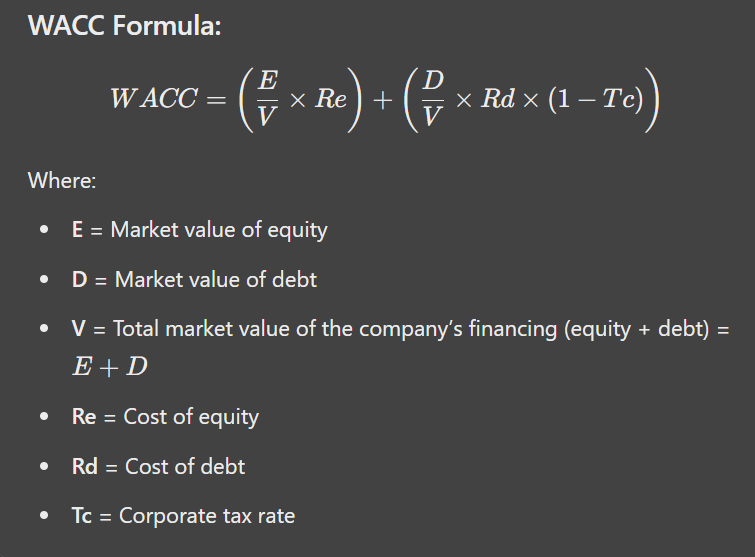 WACC Formula:
WACC = (E/V × Re) + (D/V × Rd × (1 − Tc))
Where:
• E = Market value of equity
• D = Market value of debt
• V = Total market value of the company’s financing (equity + debt) =
E + D
• Re = Cost of equity
• Rd = Cost of debt
• Tc = Corporate tax rate